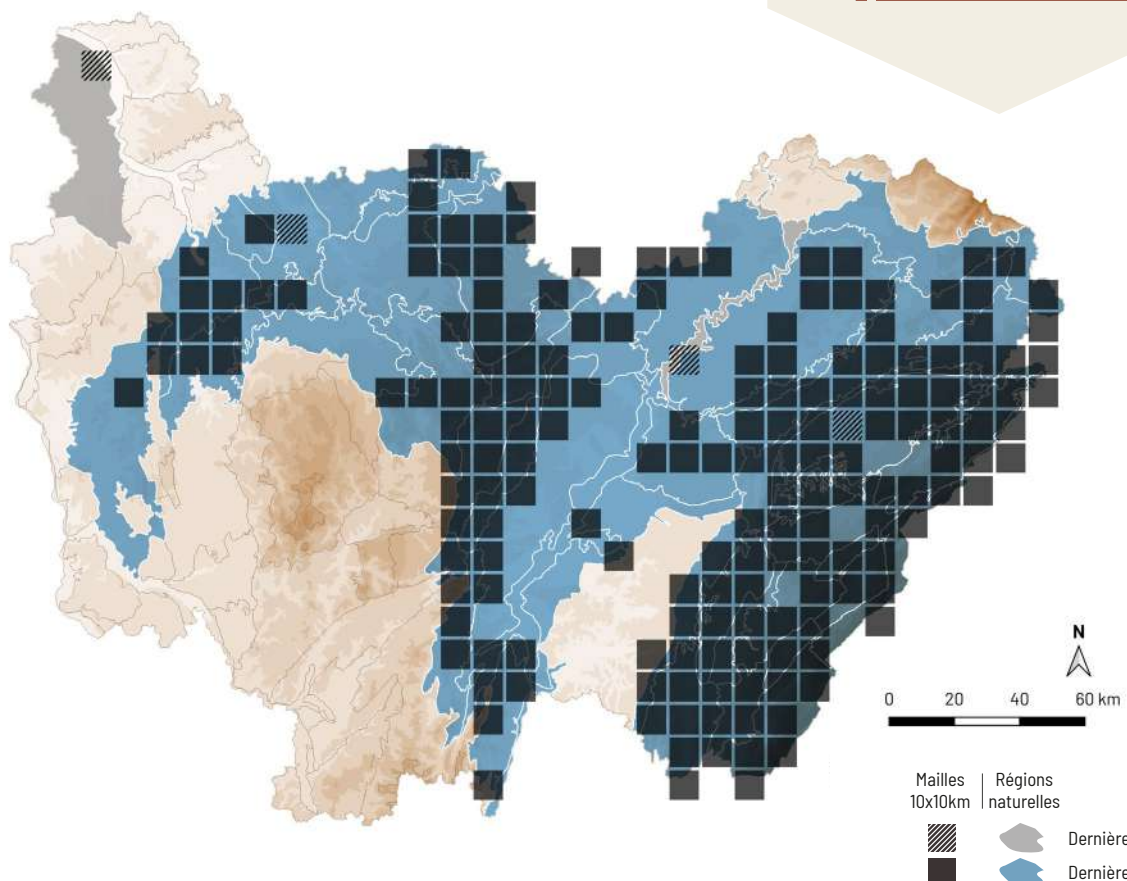 N
0 20 40 60 km
Mailles | Régions
10x10km | naturelles
Dernière
Dernière